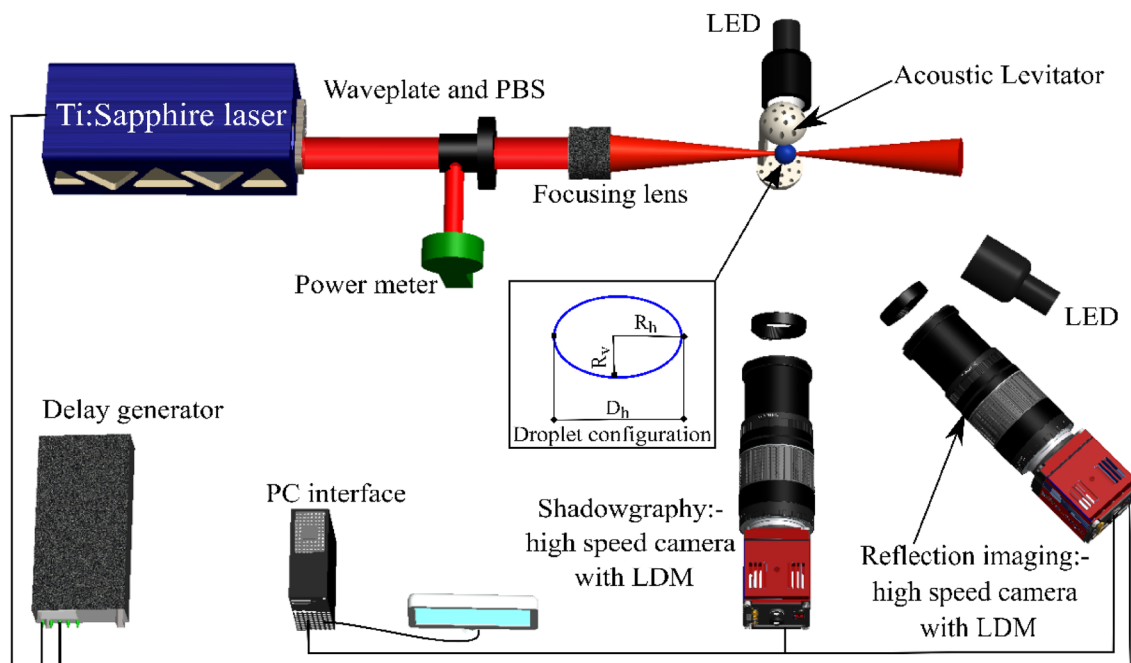 LED
Acoustic Levitator
Waveplate and PBS
Ti:Sapphire laser
Focusing lens
Power meter
LED
R_h
R_v
D_h
Droplet configuration
Delay generator
PC interface
Shadowgraphy:-
high speed camera
with LDM
Reflection imaging:-
high speed camera
with LDM